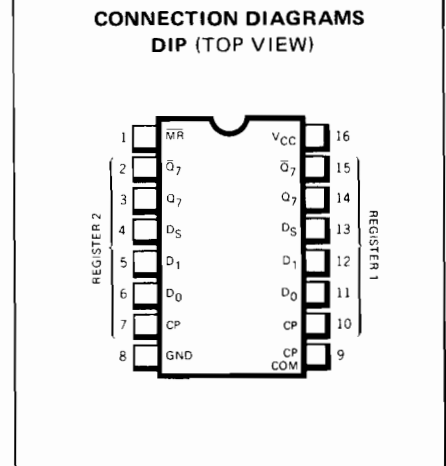 CONNECTION DIAGRAMS
DIP (TOP VIEW)
1 M̅R̅ VCC 16
2 Q̅7 Q̅7 15
3 Q7 Q7 14
4 DS DS 13
5 D1 D1 12
6 D0 D0 11
7 CP CP 10
8 GND CP COM 9
REGISTER 2
REGISTER 1